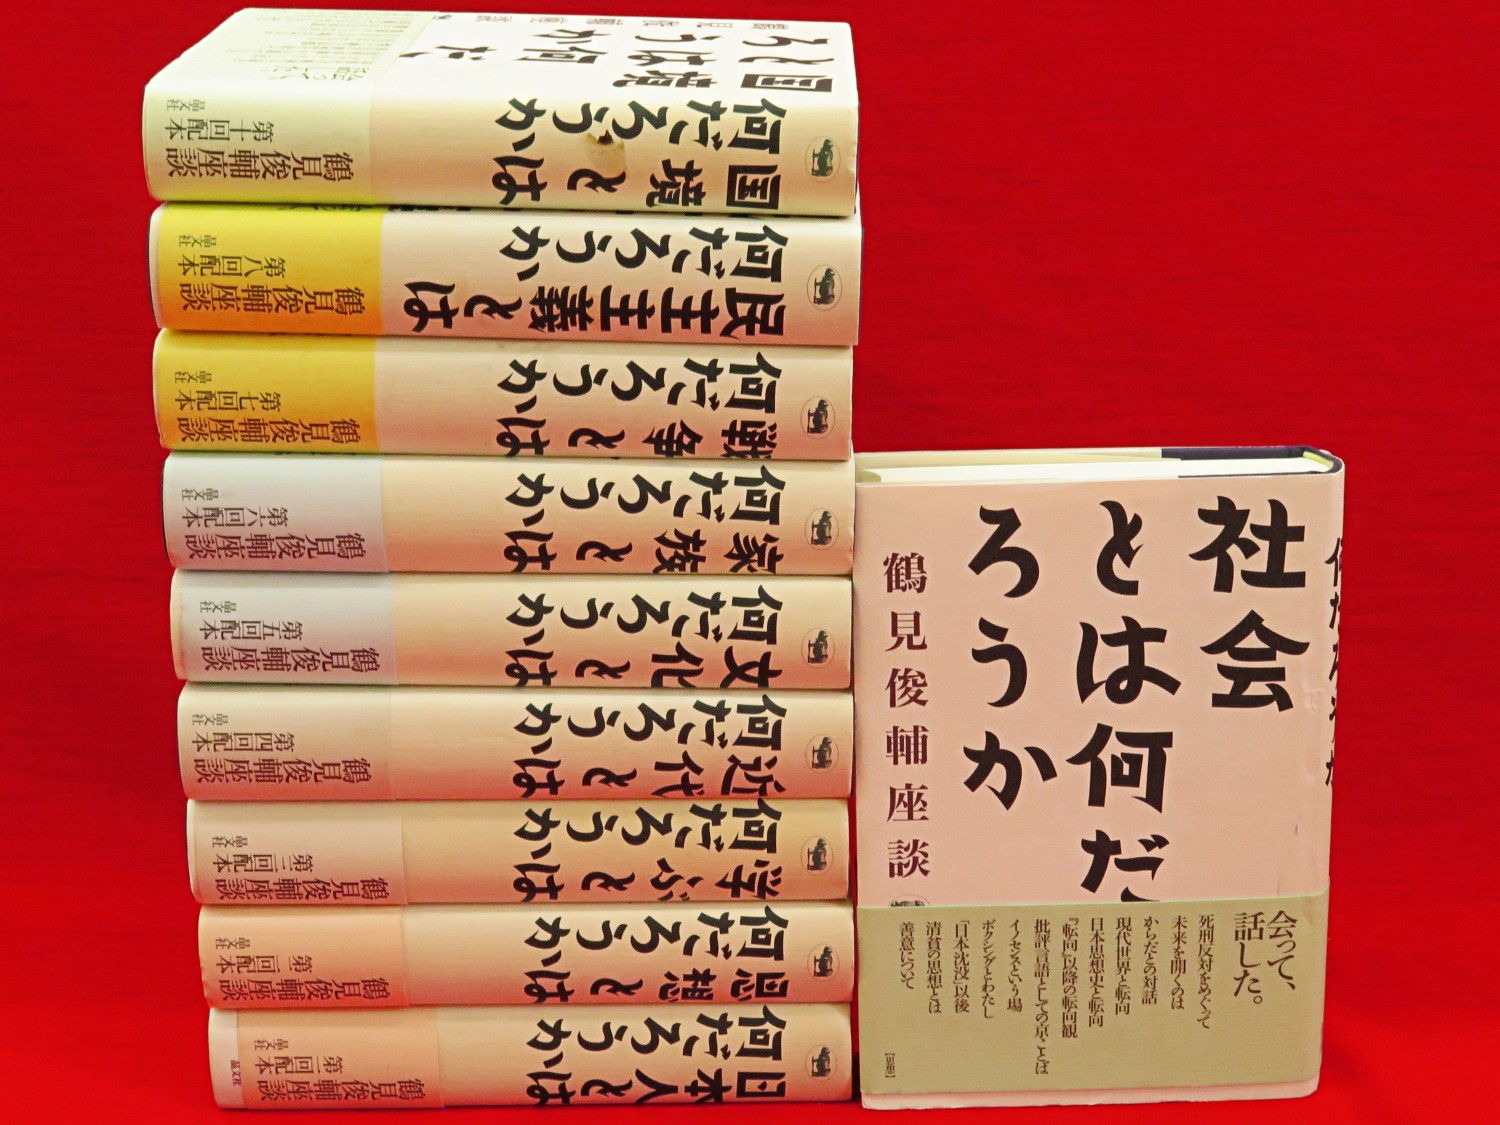 国境
とは何だ
ろうか
国境とは
何だろうか
鶴見俊輔座談
第十回配本
晶文社
民主主義とは
何だろうか
鶴見俊輔座談
第八回配本
晶文社
戦争とは
何だろうか
鶴見俊輔座談
第七回配本
晶文社
家族とは
何だろうか
鶴見俊輔座談
第六回配本
晶文社
文化とは
何だろうか
鶴見俊輔座談
第五回配本
晶文社
近代とは
何だろうか
鶴見俊輔座談
第四回配本
晶文社
学ぶとは
何だろうか
鶴見俊輔座談
第三回配本
晶文社
思想とは
何だろうか
鶴見俊輔座談
第二回配本
晶文社
日本人とは
何だろうか
鶴見俊輔座談
第一回配本
晶文社
社会
とは何だ
ろうか
鶴見俊輔座談
会って、
話した。
死刑反対をめぐって
未来を開くのは
からだとの対話
現代世界と転向
日本思想史と転向
『転向』以降の転向観
批評言語としての京ことば
イノセンスという場
ボクシングとわたし
「日本沈没」以後
清貧の思想とは
善意について